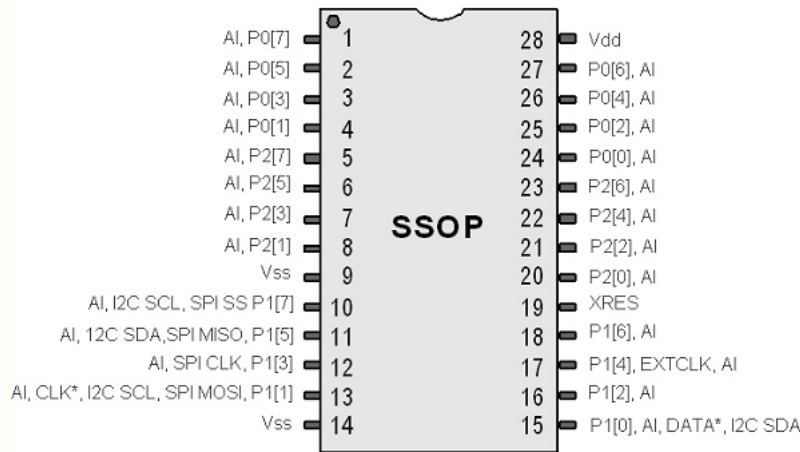 AI, P0[7] 1 28 Vdd
AI, P0[5] 2 27 P0[6], AI
AI, P0[3] 3 26 P0[4], AI
AI, P0[1] 4 25 P0[2], AI
AI, P2[7] 5 24 P0[0], AI
AI, P2[5] 6 23 P2[6], AI
AI, P2[3] 7 22 P2[4], AI
SSOP
AI, P2[1] 8 21 P2[2], AI
Vss 9 20 P2[0], AI
AI, I2C SCL, SPI SS P1[7] 10 19 XRES
AI, 12C SDA,SPI MISO, P1[5] 11 18 P1[6], AI
AI, SPI CLK, P1[3] 12 17 P1[4], EXTCLK, AI
AI, CLK*, I2C SCL, SPI MOSI, P1[1] 13 16 P1[2], AI
Vss 14 15 P1[0], AI, DATA*, I2C SDA